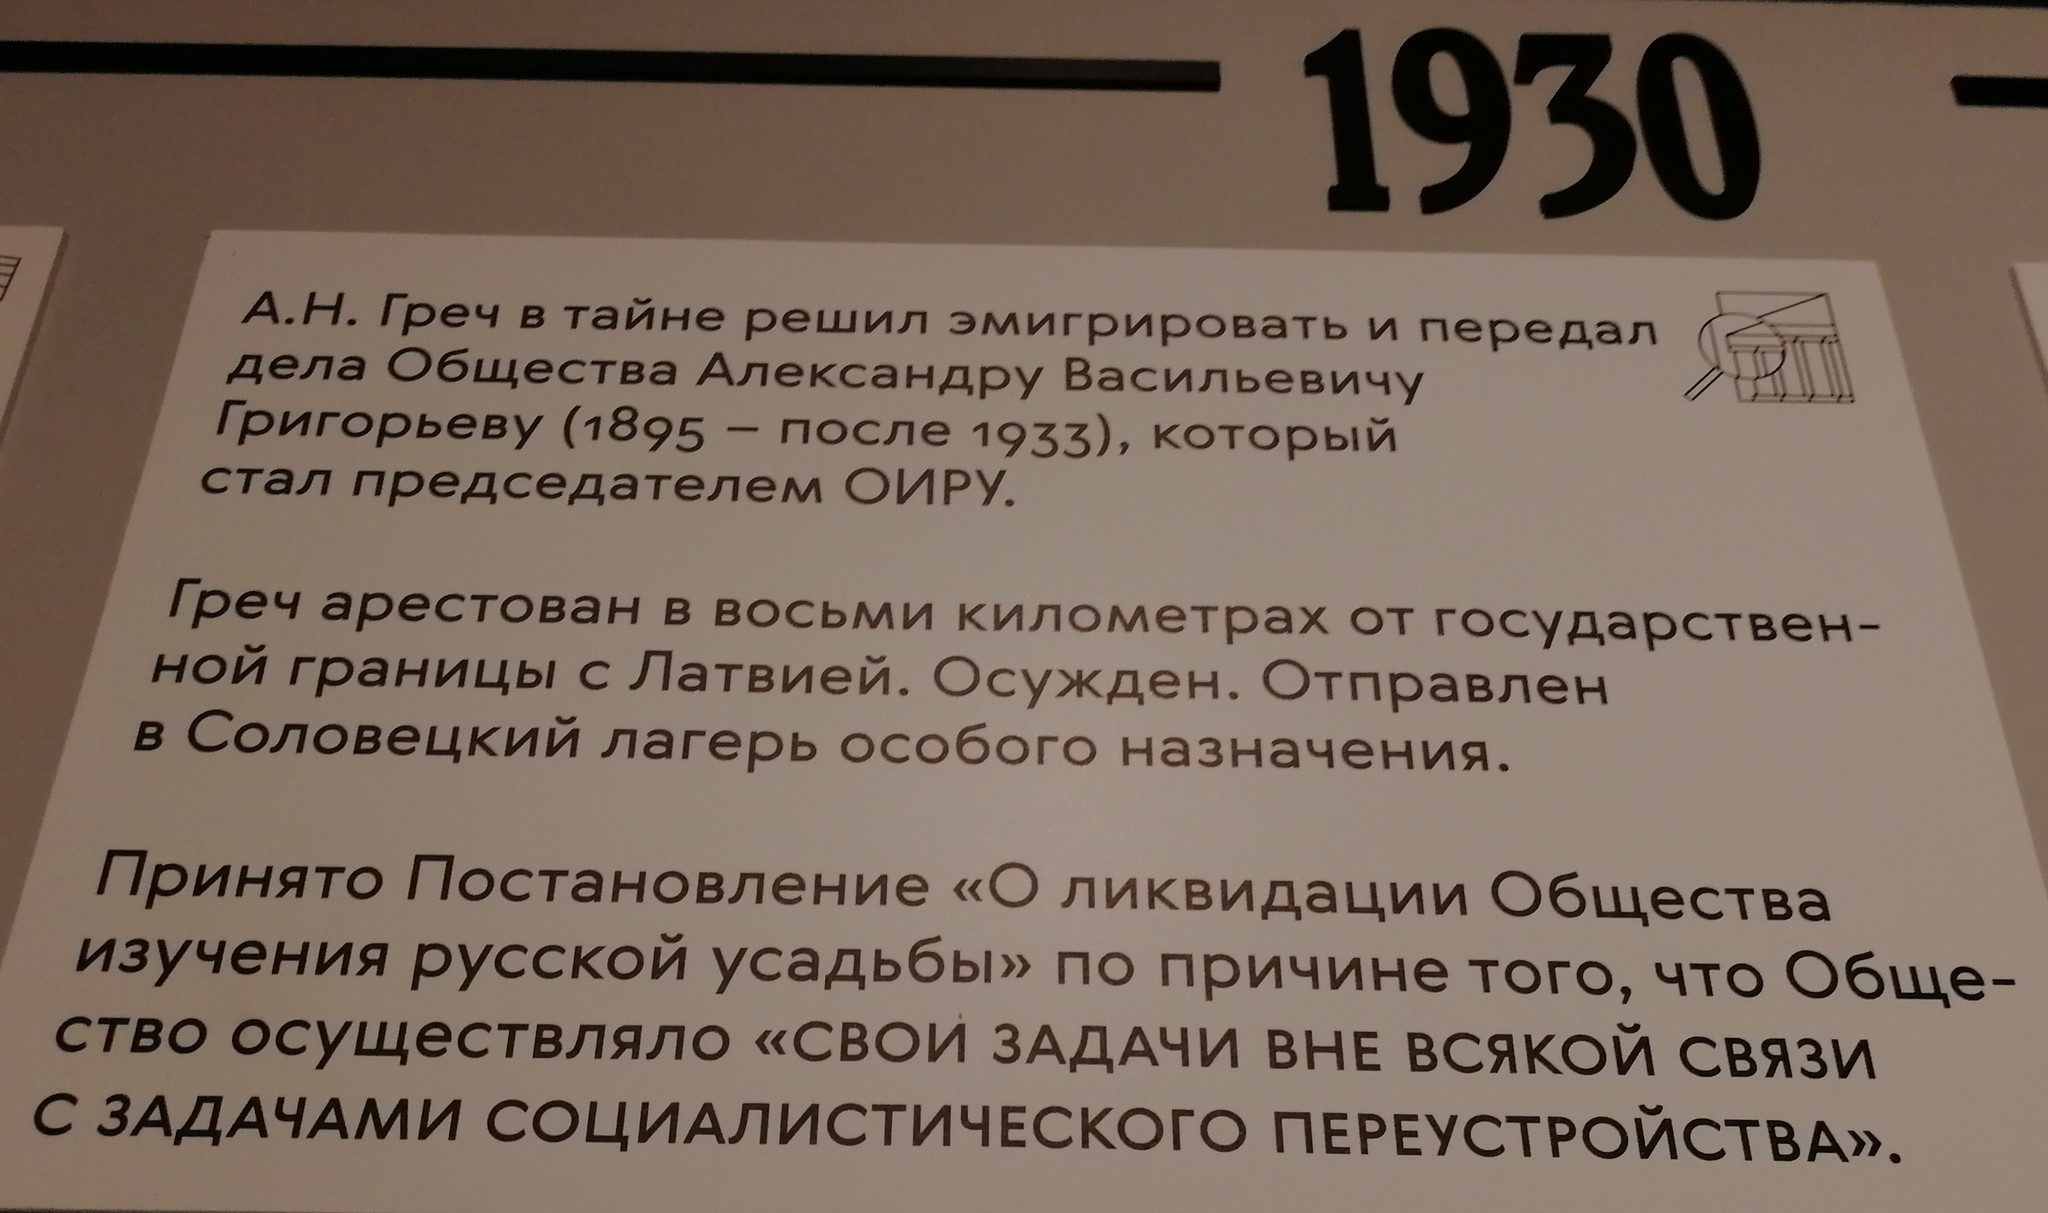 1930
А.Н. Греч в тайне решил эмигрировать и передал
дела Общества Александру Васильевичу
Григорьеву (1895 – после 1933), который
стал председателем ОИРУ.
Греч арестован в восьми километрах от государствен-
ной границы с Латвией. Осужден. Отправлен
в Соловецкий лагерь особого назначения.
Принято Постановление «О ликвидации Общества
изучения русской усадьбы» по причине того, что Обще-
ство осуществляло «СВОИ ЗАДАЧИ ВНЕ ВСЯКОЙ СВЯЗИ
С ЗАДАЧАМИ СОЦИАЛИСТИЧЕСКОГО ПЕРЕУСТРОЙСТВА».